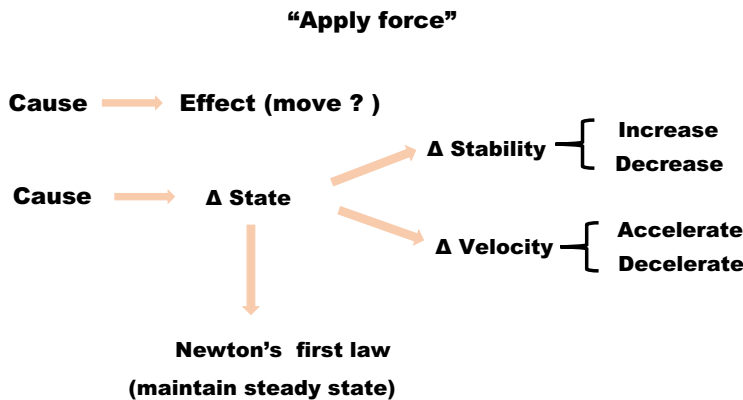 “Apply force”
Cause
Effect (move ? )
Δ Stability
Increase
Decrease
Cause
Δ State
Δ Velocity
Accelerate
Decelerate
Newton’s first law
(maintain steady state)